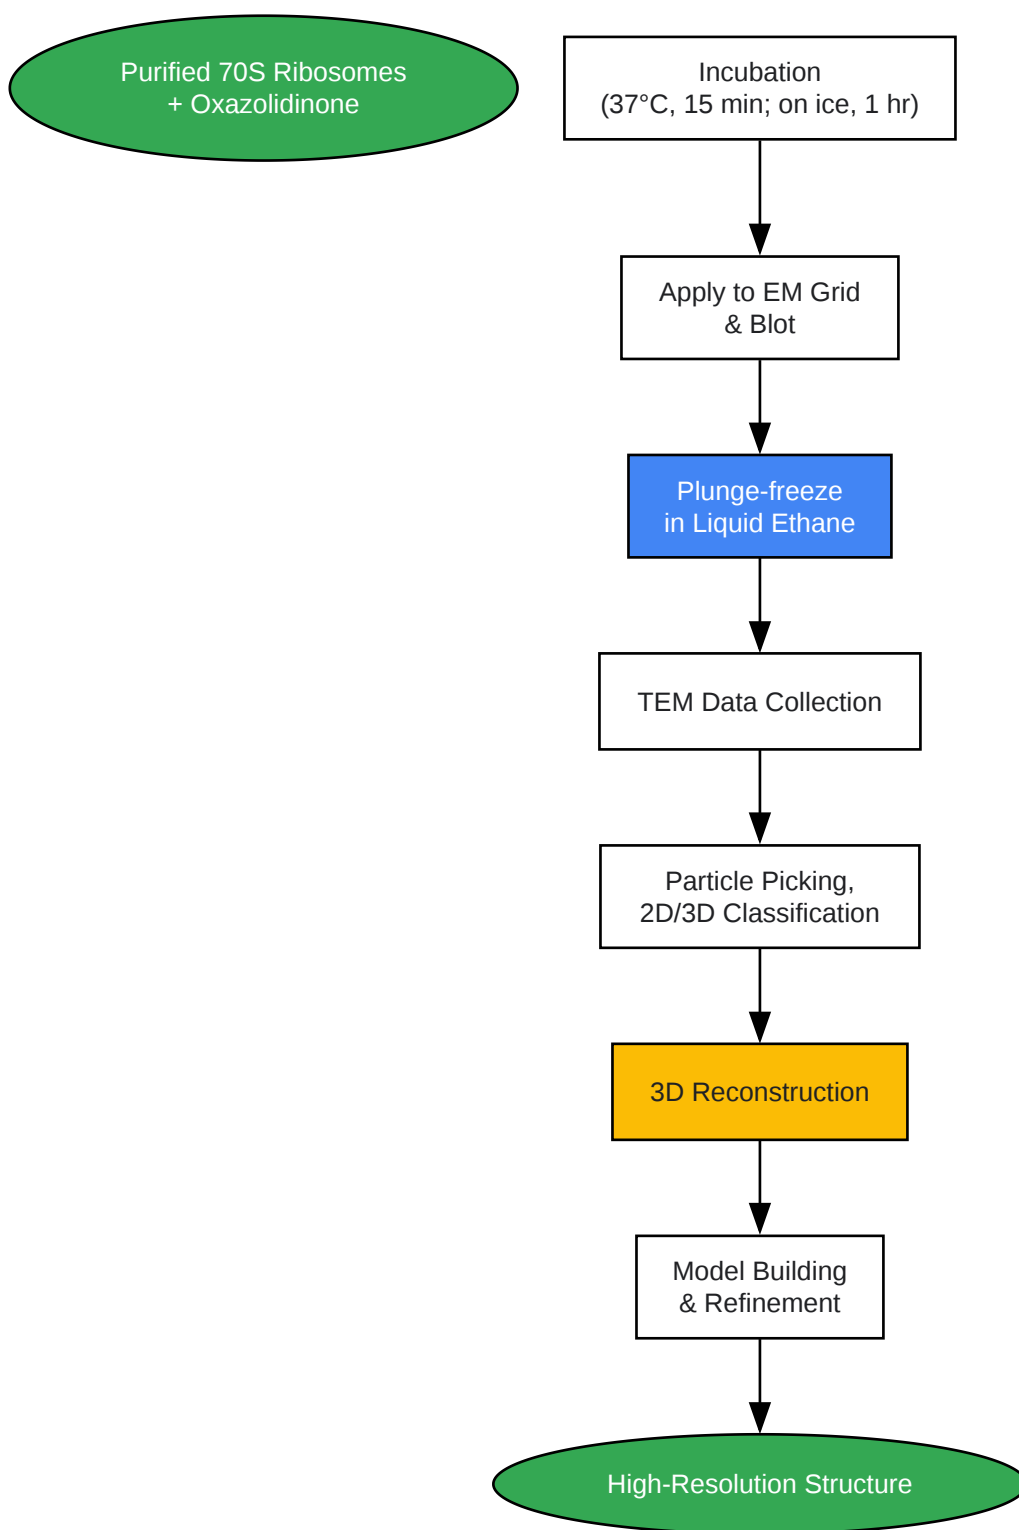 Purified 70S Ribosomes
+ Oxazolidinone
Incubation
(37°C, 15 min; on ice, 1 hr)
Apply to EM Grid
& Blot
Plunge-freeze
in Liquid Ethane
TEM Data Collection
Particle Picking,
2D/3D Classification
3D Reconstruction
Model Building
& Refinement
High-Resolution Structure